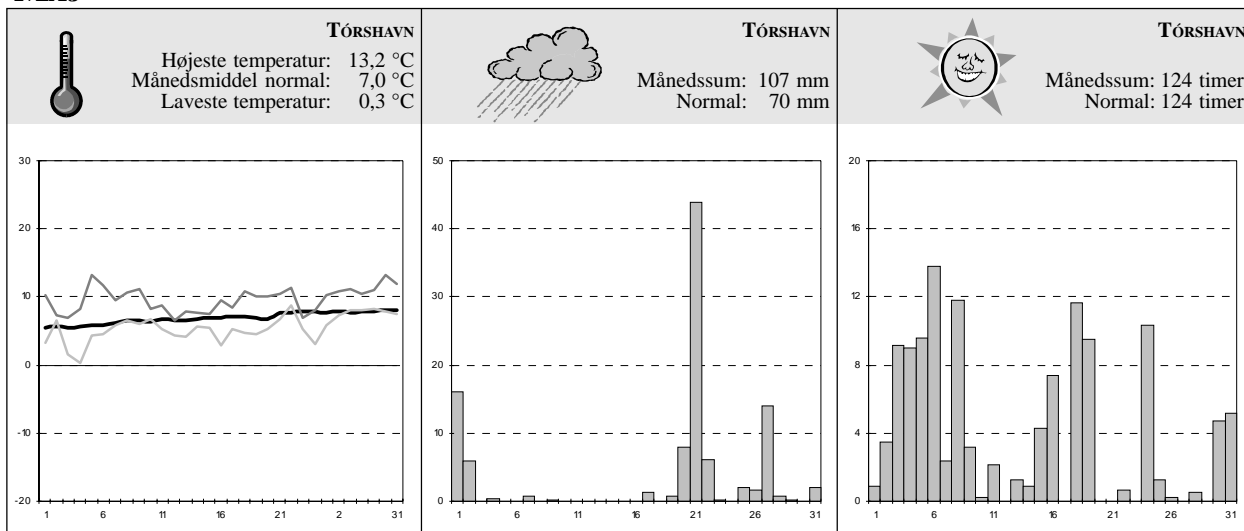 TÓRSHAVN
Højeste temperatur: 13,2 °C
Månedsmiddel normal: 7,0 °C
Laveste temperatur: 0,3 °C
30
20
10
0
-10
-20
1 6 11 16 21 2 31
TÓRSHAVN
Månedssum: 107 mm
Normal: 70 mm
50
40
30
20
10
0
1 6 11 16 21 26 31
TÓRSHAVN
Månedssum: 124 timer
Normal: 124 timer
20
16
12
8
4
0
1 6 11 16 21 26 31